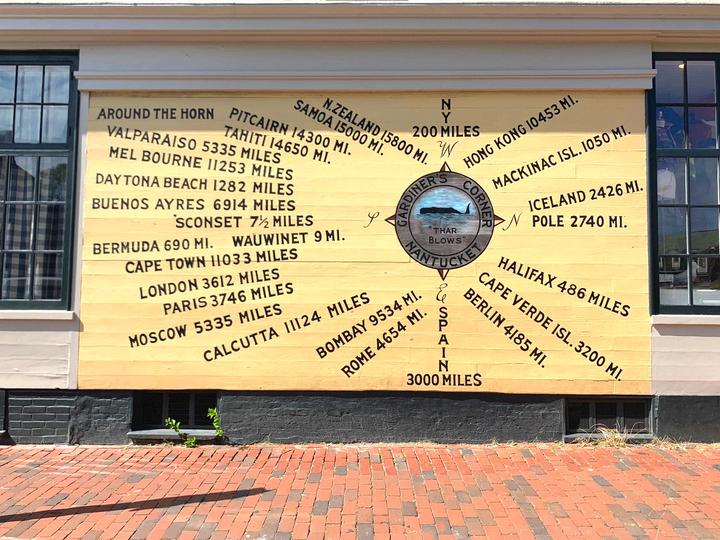 AROUND THE HORN
PITCAIRN 14300 MI.
SAMOA 15000 MI.
N.ZEALAND 15800 MI.
VALPARAISO 5335 MILES
TAHITI 14650 MI.
MEL BOURNE 11253 MILES
DAYTONA BEACH 1282 MILES
BUENOS AYRES 6914 MILES
'SCONSET 7½ MILES
BERMUDA 690 MI. WAUWINET 9 MI.
CAPE TOWN 11033 MILES
LONDON 3612 MILES
PARIS 3746 MILES
MOSCOW 5335 MILES
CALCUTTA 11124 MILES
BOMBAY 9534 MI.
ROME 4654 MI.
NY
200 MILES
W
S
N
E
GARDINER'S CORNER
"THAR
BLOWS"
NANTUCKET
SPAIN
3000 MILES
HONG KONG 10453 MI.
MACKINAC ISL. 1050 MI.
ICELAND 2426 MI.
POLE 2740 MI.
HALIFAX 486 MILES
CAPE VERDE ISL. 3200 MI.
BERLIN 4185 MI.